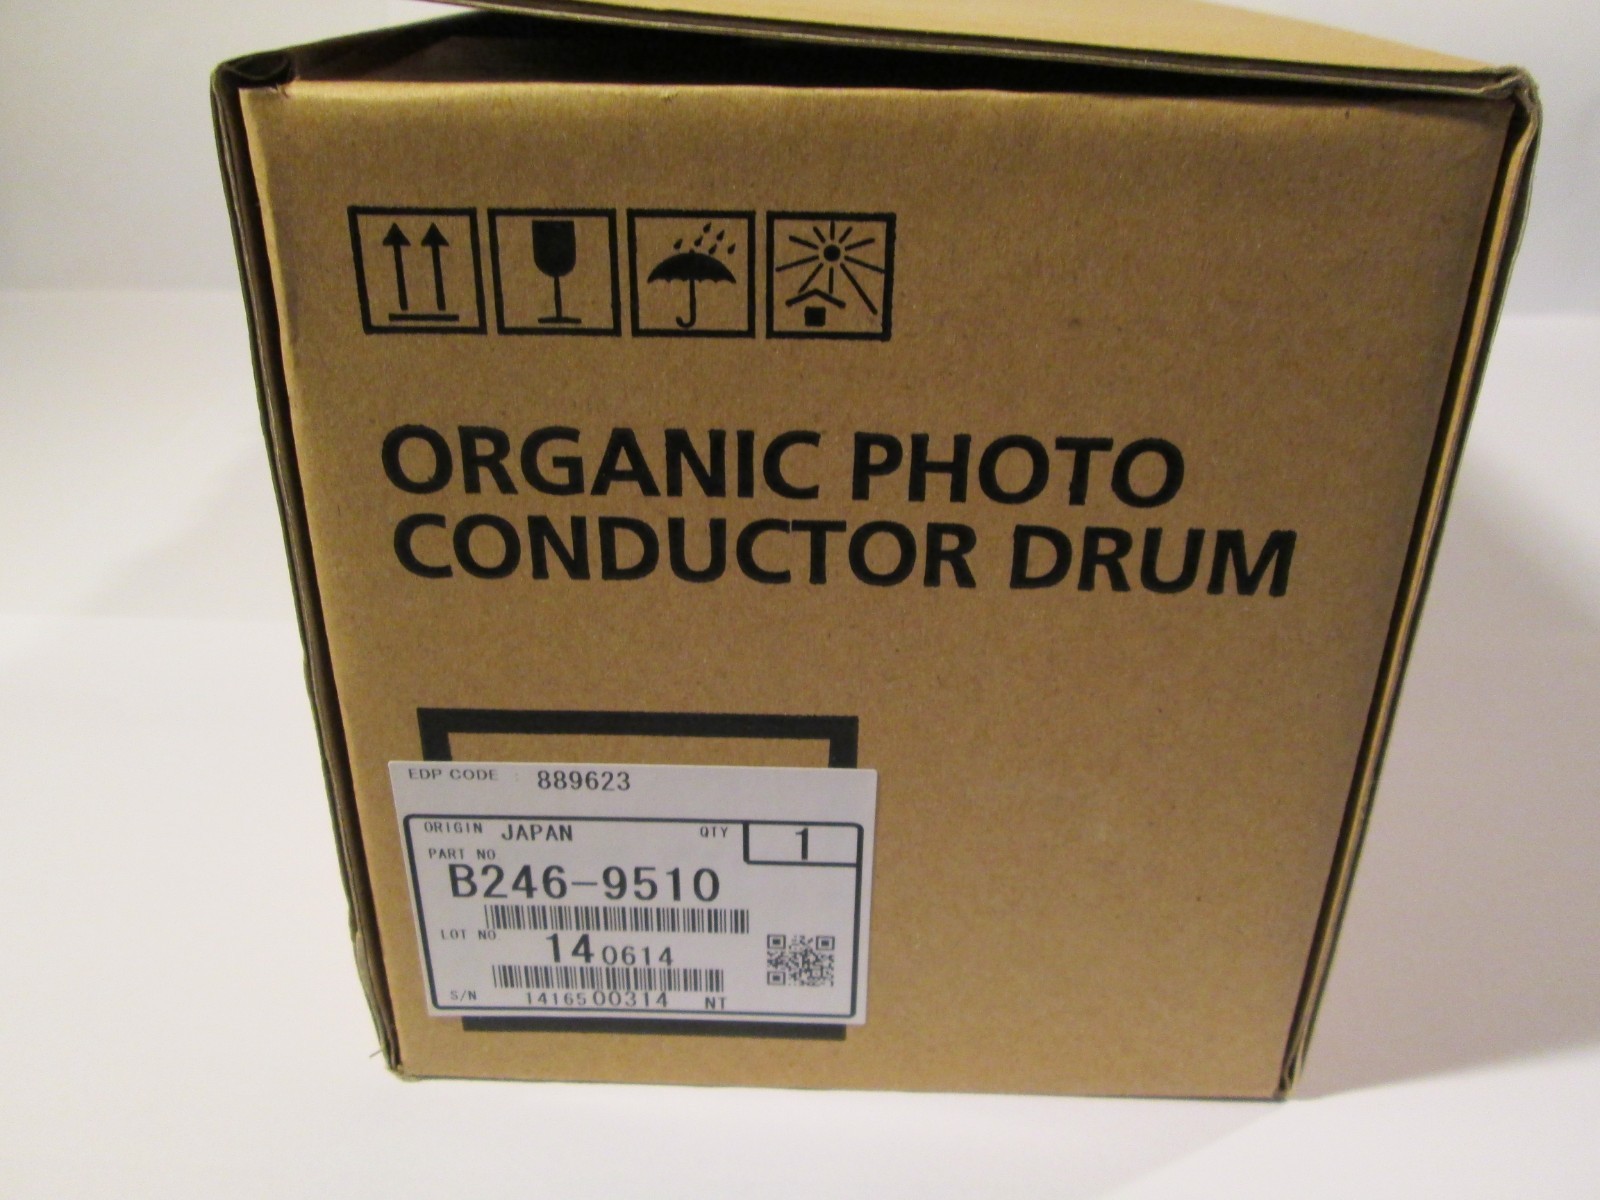 ORGANIC PHOTO
CONDUCTOR DRUM
EDP CODE : 889623
ORIGIN JAPAN QTY 1
PART NO
B246-9510
LOT NO 140614
S/N 1416500314 NT